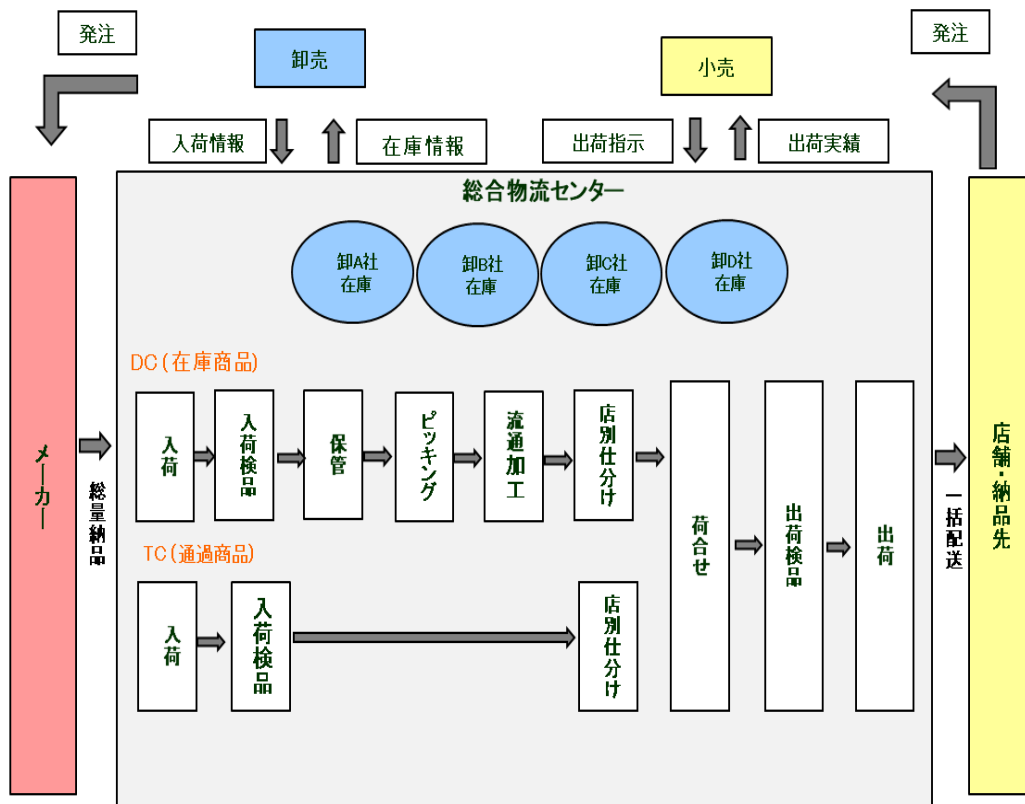 発注
卸売
小売
発注
入荷情報
在庫情報
出荷指示
出荷実績
総合物流センター
卸A社
在庫
卸B社
在庫
卸C社
在庫
卸D社
在庫
メーカー
総量納品
DC(在庫商品)
入荷
入荷検品
保管
ピッキング
流通加工
店別仕分け
TC(通過商品)
入荷
入荷検品
店別仕分け
荷合せ
出荷検品
出荷
一括配送
店舗・納品先